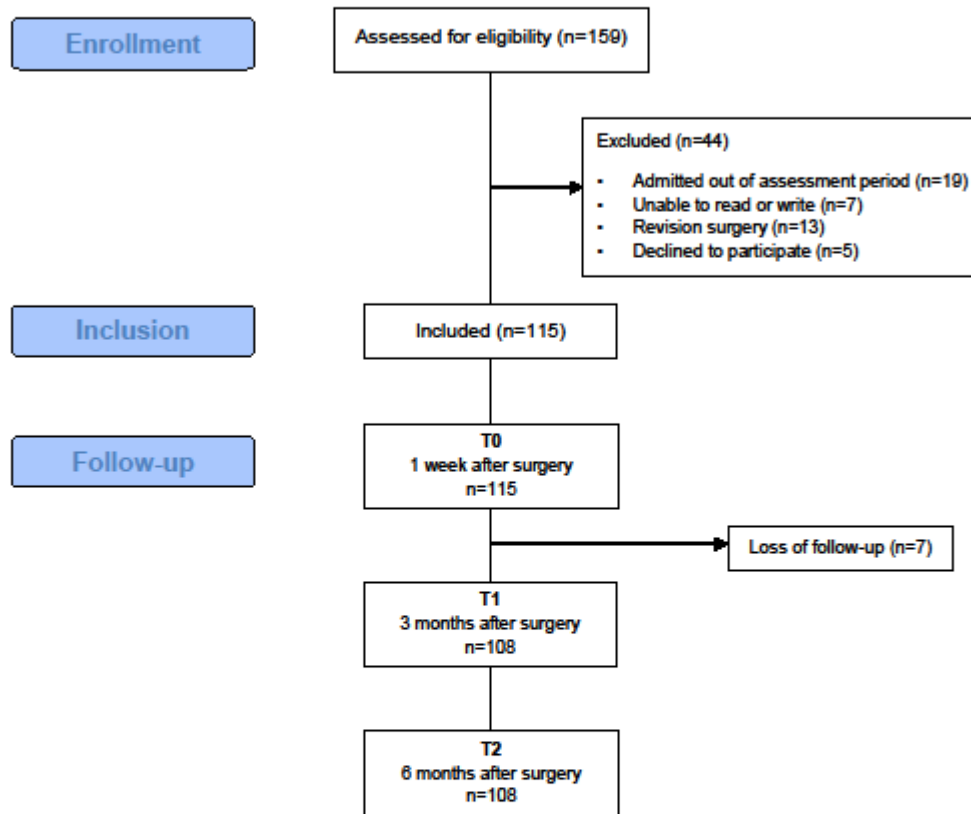 Enrollment
Assessed for eligibility (n=159)
Excluded (n=44)
▪ Admitted out of assessment period (n=19)
▪ Unable to read or write (n=7)
▪ Revision surgery (n=13)
▪ Declined to participate (n=5)
Inclusion
Included (n=115)
Follow-up
T0
1 week after surgery
n=115
Loss of follow-up (n=7)
T1
3 months after surgery
n=108
T2
6 months after surgery
n=108